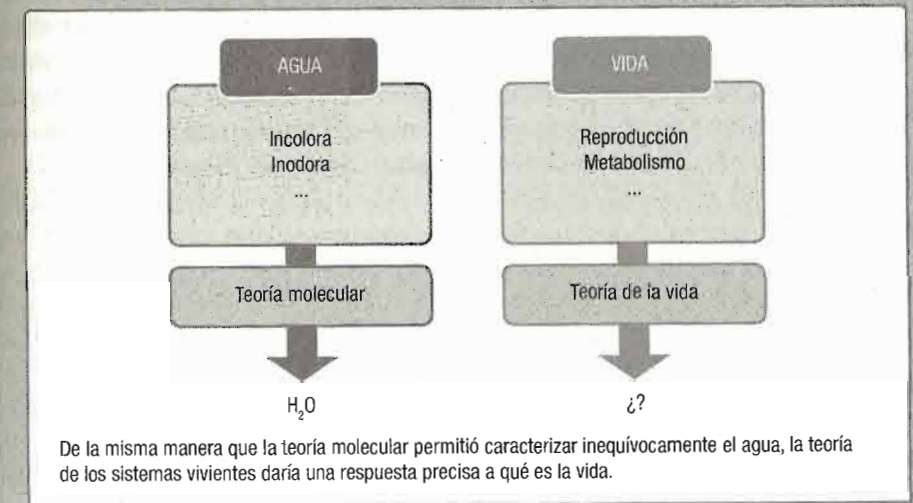 AGUA
Incolora
Inodora
...
Teoría molecular
H₂O
VIDA
Reproducción
Metabolismo
...
Teoría de la vida
¿?
De la misma manera que la teoría molecular permitió caracterizar inequívocamente el agua, la teoría
de los sistemas vivientes daría una respuesta precisa a qué es la vida.